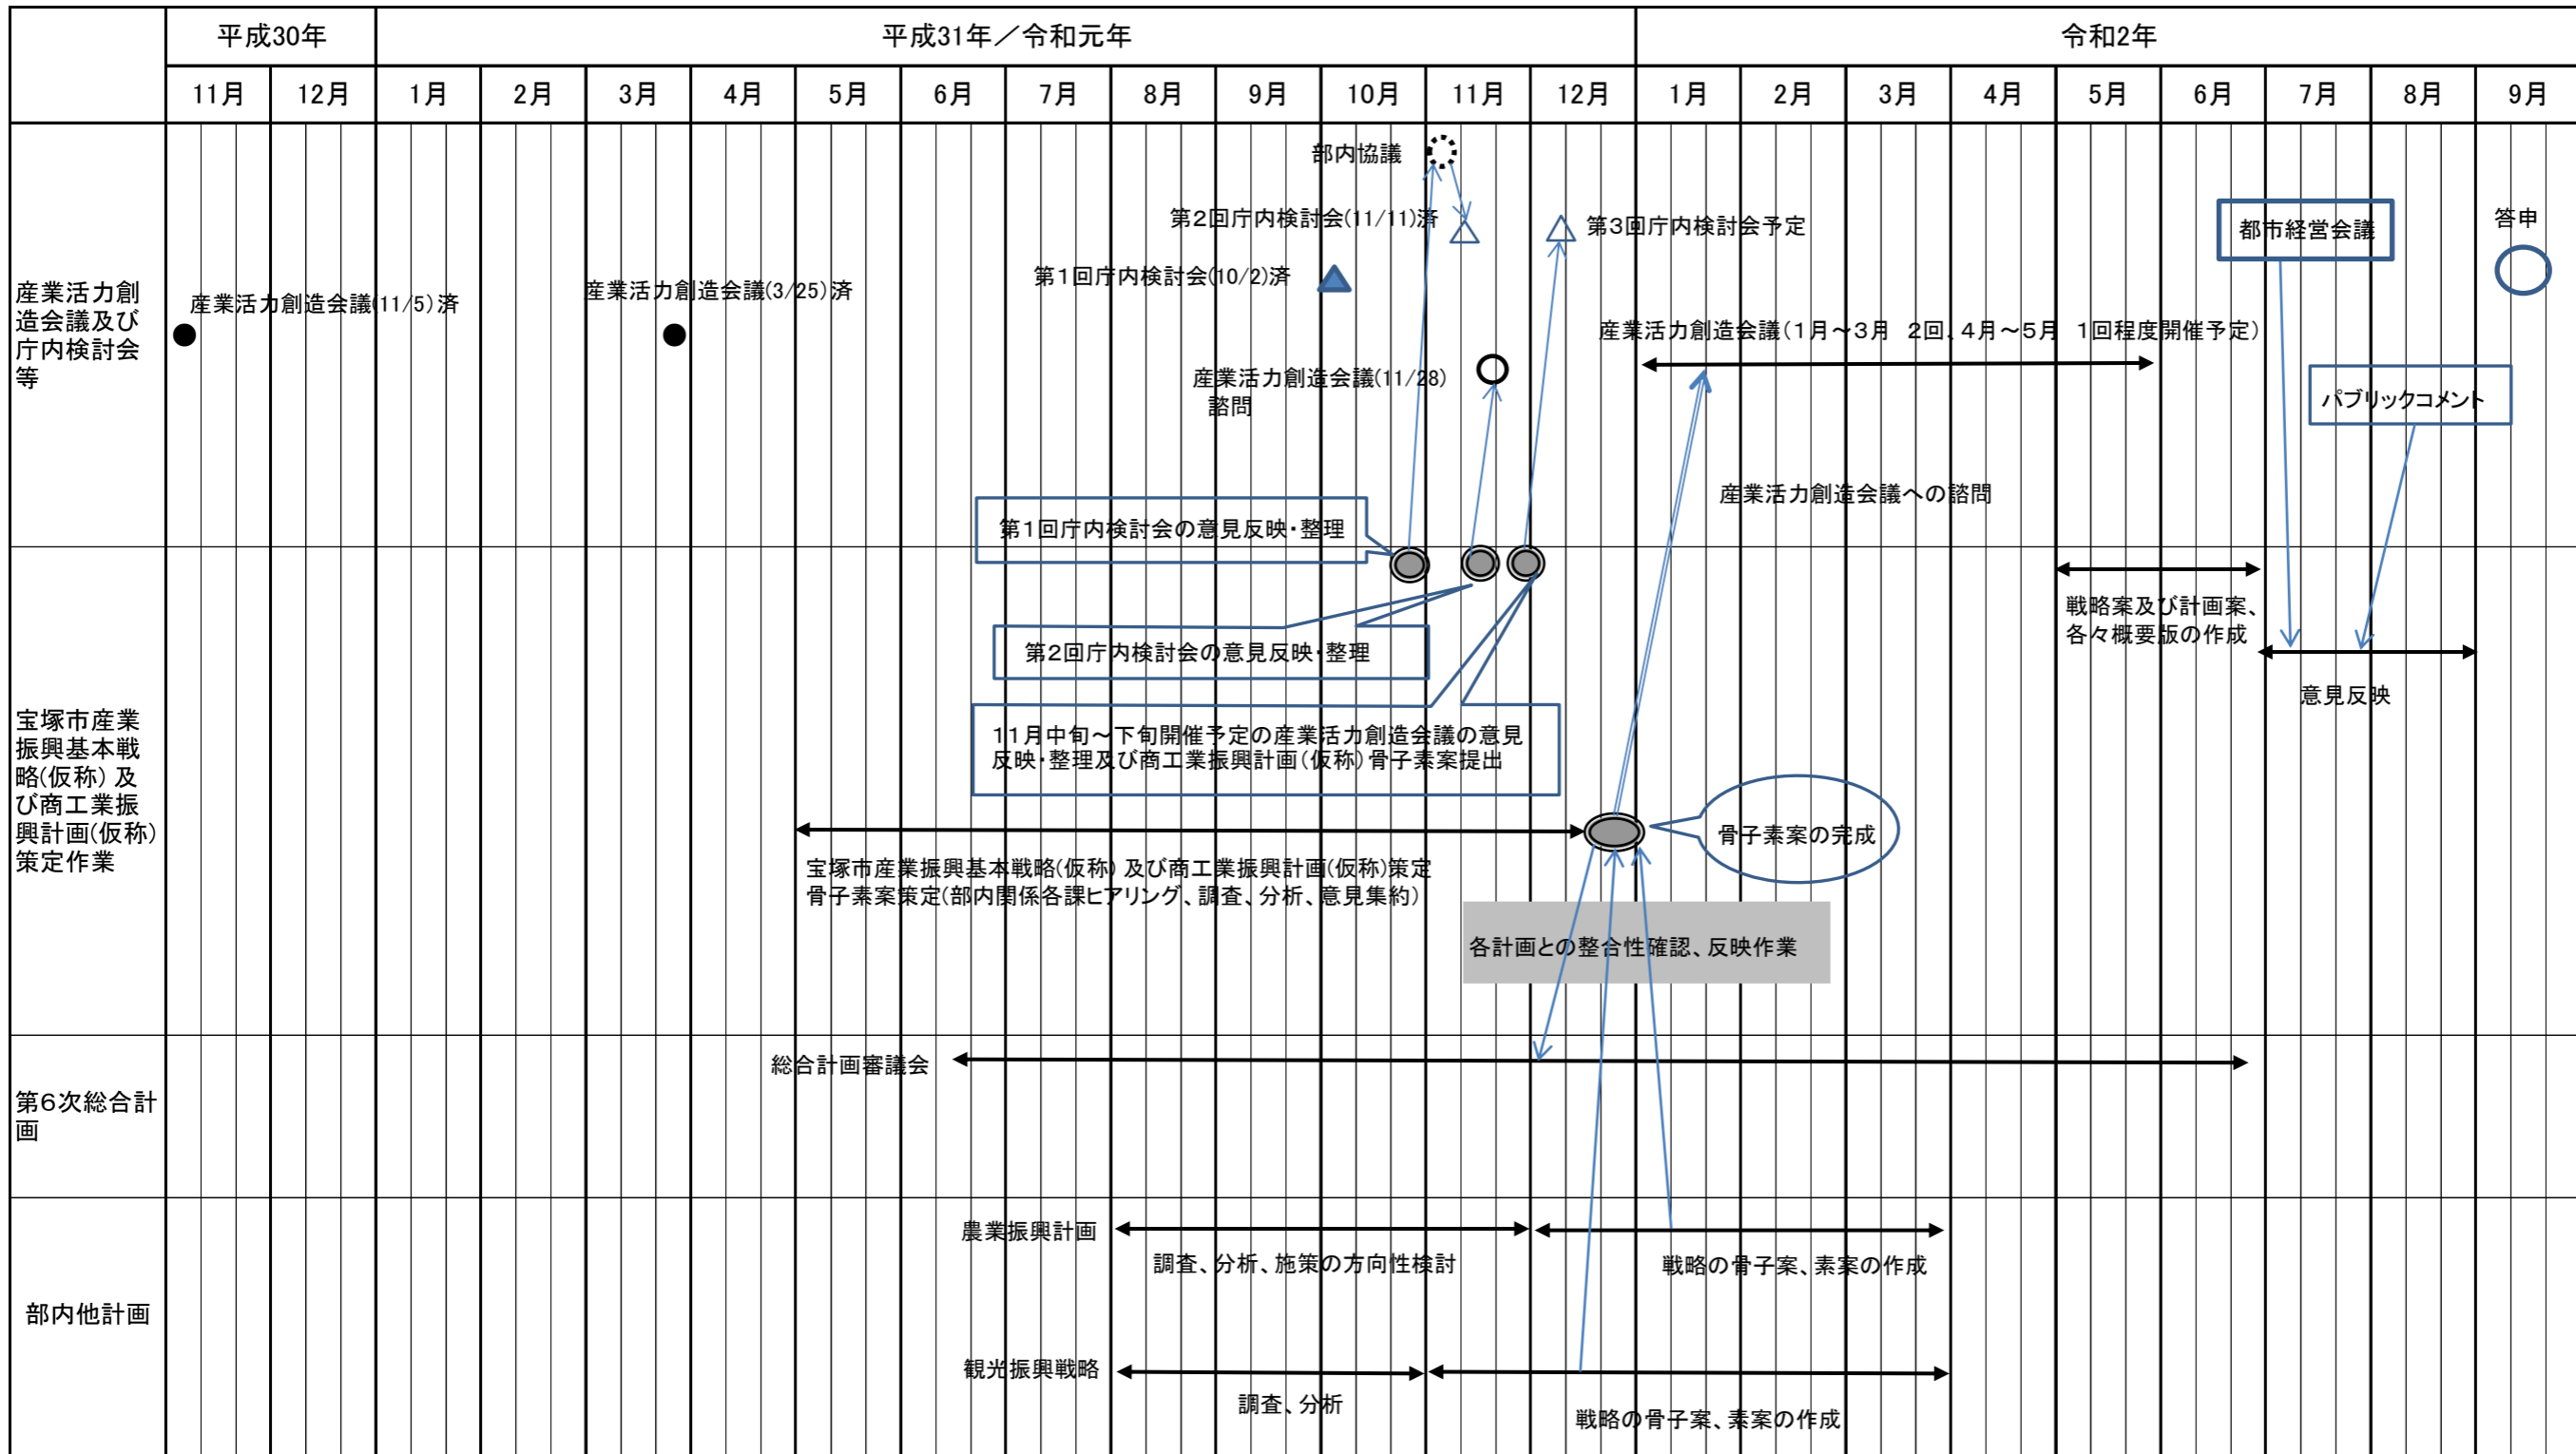 平成30年
平成31年／令和元年
令和2年
11月
12月
1月
2月
3月
4月
5月
6月
7月
8月
9月
10月
11月
12月
1月
2月
3月
4月
5月
6月
7月
8月
9月
産業活力創
造会議及び
庁内検討会
等
部内協議
第2回庁内検討会(11/11)済
第3回庁内検討会予定
第1回庁内検討会(10/2)済
産業活力創造会議(11/5)済
産業活力創造会議(3/25)済
産業活力創造会議(11/28)
諮問
産業活力創造会議(1月～3月　2回、4月～5月　1回程度開催予定)
都市経営会議
答申
パブリックコメント
産業活力創造会議への諮問
第1回庁内検討会の意見反映・整理
宝塚市産業
振興基本戦
略(仮称) 及
び商工業振
興計画(仮称)
策定作業
第2回庁内検討会の意見反映・整理
11月中旬～下旬開催予定の産業活力創造会議の意見
反映・整理及び商工業振興計画(仮称)骨子素案提出
戦略案及び計画案、
各々概要版の作成
意見反映
骨子素案の完成
宝塚市産業振興基本戦略(仮称) 及び商工業振興計画(仮称)策定
骨子素案策定(部内関係各課ヒアリング、調査、分析、意見集約)
各計画との整合性確認、反映作業
第6次総合計
画
総合計画審議会
部内他計画
農業振興計画
調査、分析、施策の方向性検討
戦略の骨子案、素案の作成
観光振興戦略
調査、分析
戦略の骨子案、素案の作成